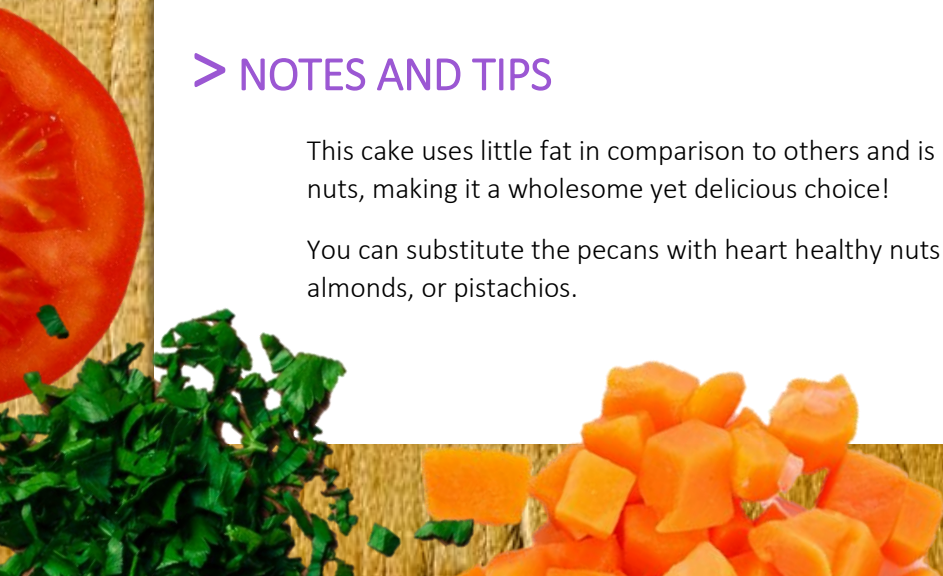 > NOTES AND TIPS
This cake uses little fat in comparison to others and is
nuts, making it a wholesome yet delicious choice!
You can substitute the pecans with heart healthy nuts
almonds, or pistachios.